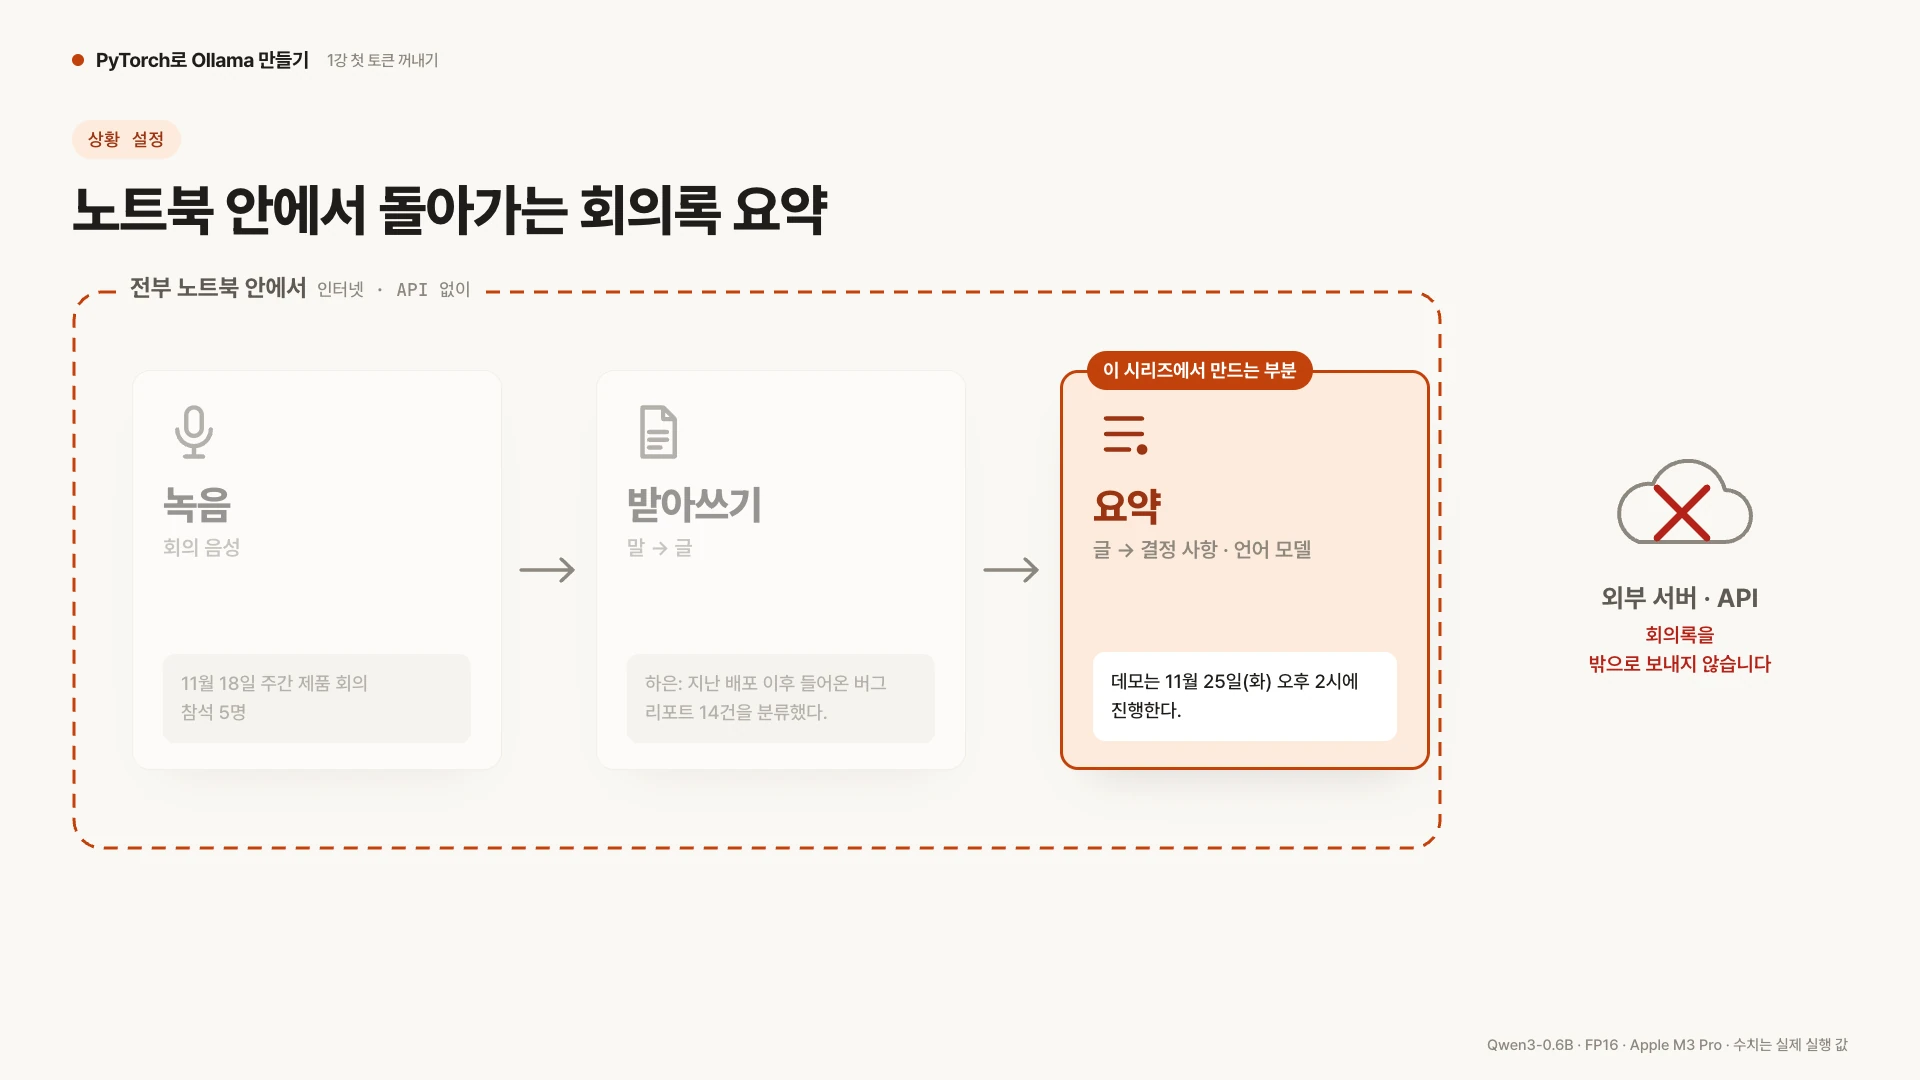 PyTorch로 Ollama 만들기 1강 첫 토큰 꺼내기
상황 설정
노트북 안에서 돌아가는 회의록 요약
전부 노트북 안에서 인터넷 · API 없이
녹음
회의 음성
11월 18일 주간 제품 회의
참석 5명
받아쓰기
말 → 글
하은: 지난 배포 이후 들어온 버그
리포트 14건을 분류했다.
이 시리즈에서 만드는 부분
요약
글 → 결정 사항 · 언어 모델
데모는 11월 25일(화) 오후 2시에
진행한다.
외부 서버 · API
회의록을
밖으로 보내지 않습니다
Qwen3-0.6B · FP16 · Apple M3 Pro · 수치는 실제 실행 값